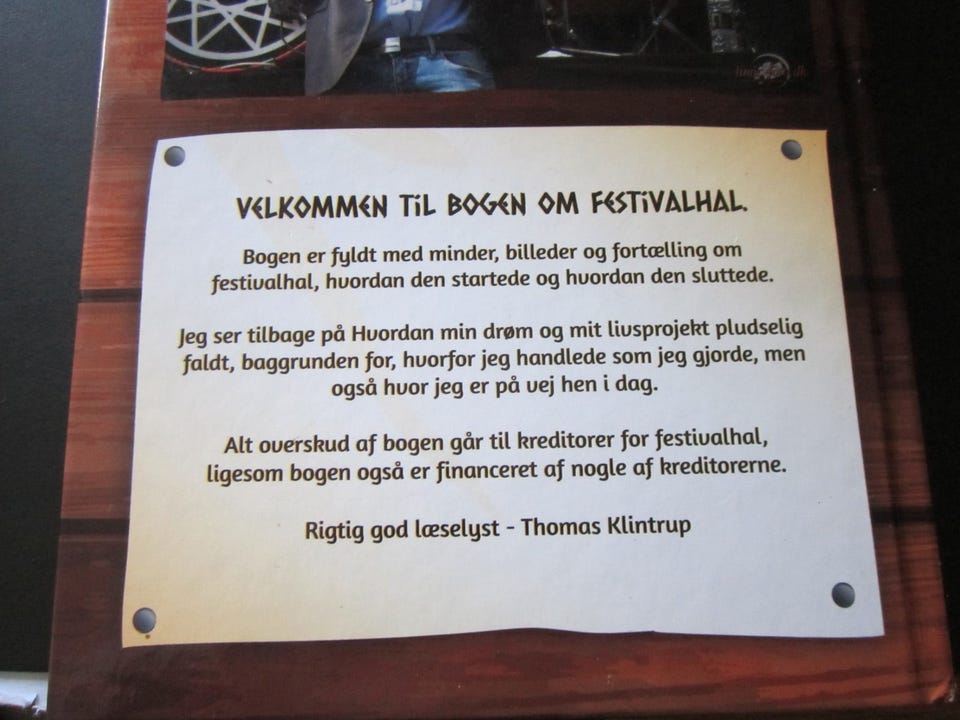 VELKOMMEN TiL BOGEN OM FESTiVALHAL.
Bogen er fyldt med minder, billeder og fortælling om
festivalhal, hvordan den startede og hvordan den sluttede.
Jeg ser tilbage på Hvordan min drøm og mit livsprojekt pludselig
faldt, baggrunden for, hvorfor jeg handlede som jeg gjorde, men
også hvor jeg er på vej hen i dag.
Alt overskud af bogen går til kreditorer for festivalhal,
ligesom bogen også er financeret af nogle af kreditorerne.
Rigtig god læselyst - Thomas Klintrup